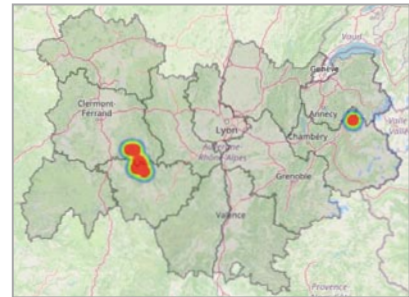 Vaud
Genève
Clermont-
Ferrand
Annecy
Lyon
Auvergne-
Rhône-Alpes
Chambéry
Grenoble
Valence
Provence